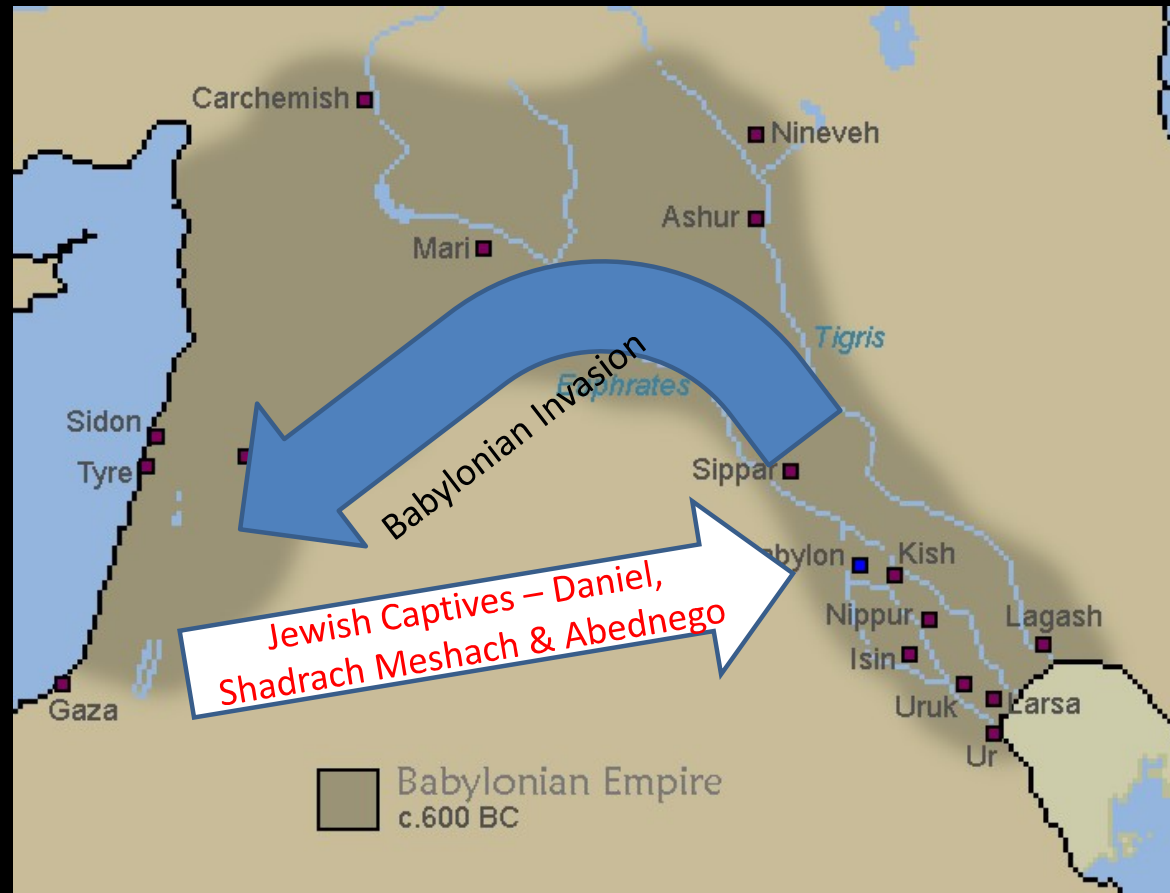 Carchemish
Nineveh
Ashur
Mari
Tigris
Euphrates
Babylonian Invasion
Sidon
Tyre
Sippar
abylon
Kish
Jewish Captives – Daniel,
Shadrach Meshach & Abednego
Nippur
Lagash
Isin
Uruk
Larsa
Gaza
Ur
Babylonian Empire
c.600 BC